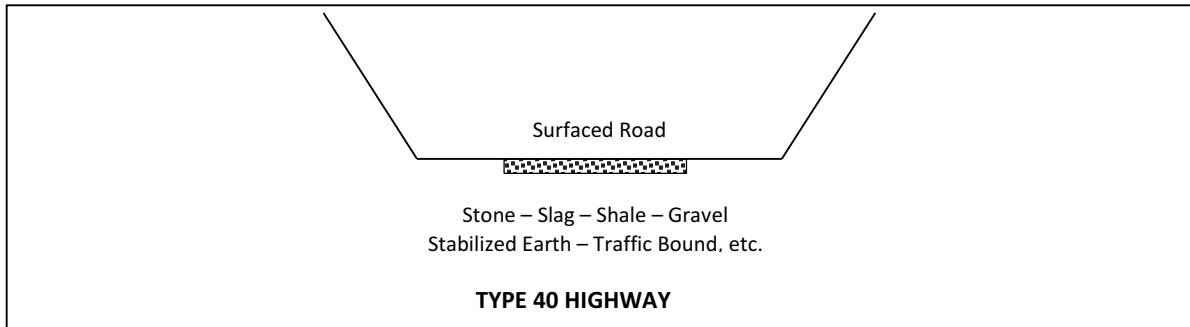 Surfaced Road
Stone – Slag – Shale – Gravel
Stabilized Earth – Traffic Bound, etc.
TYPE 40 HIGHWAY